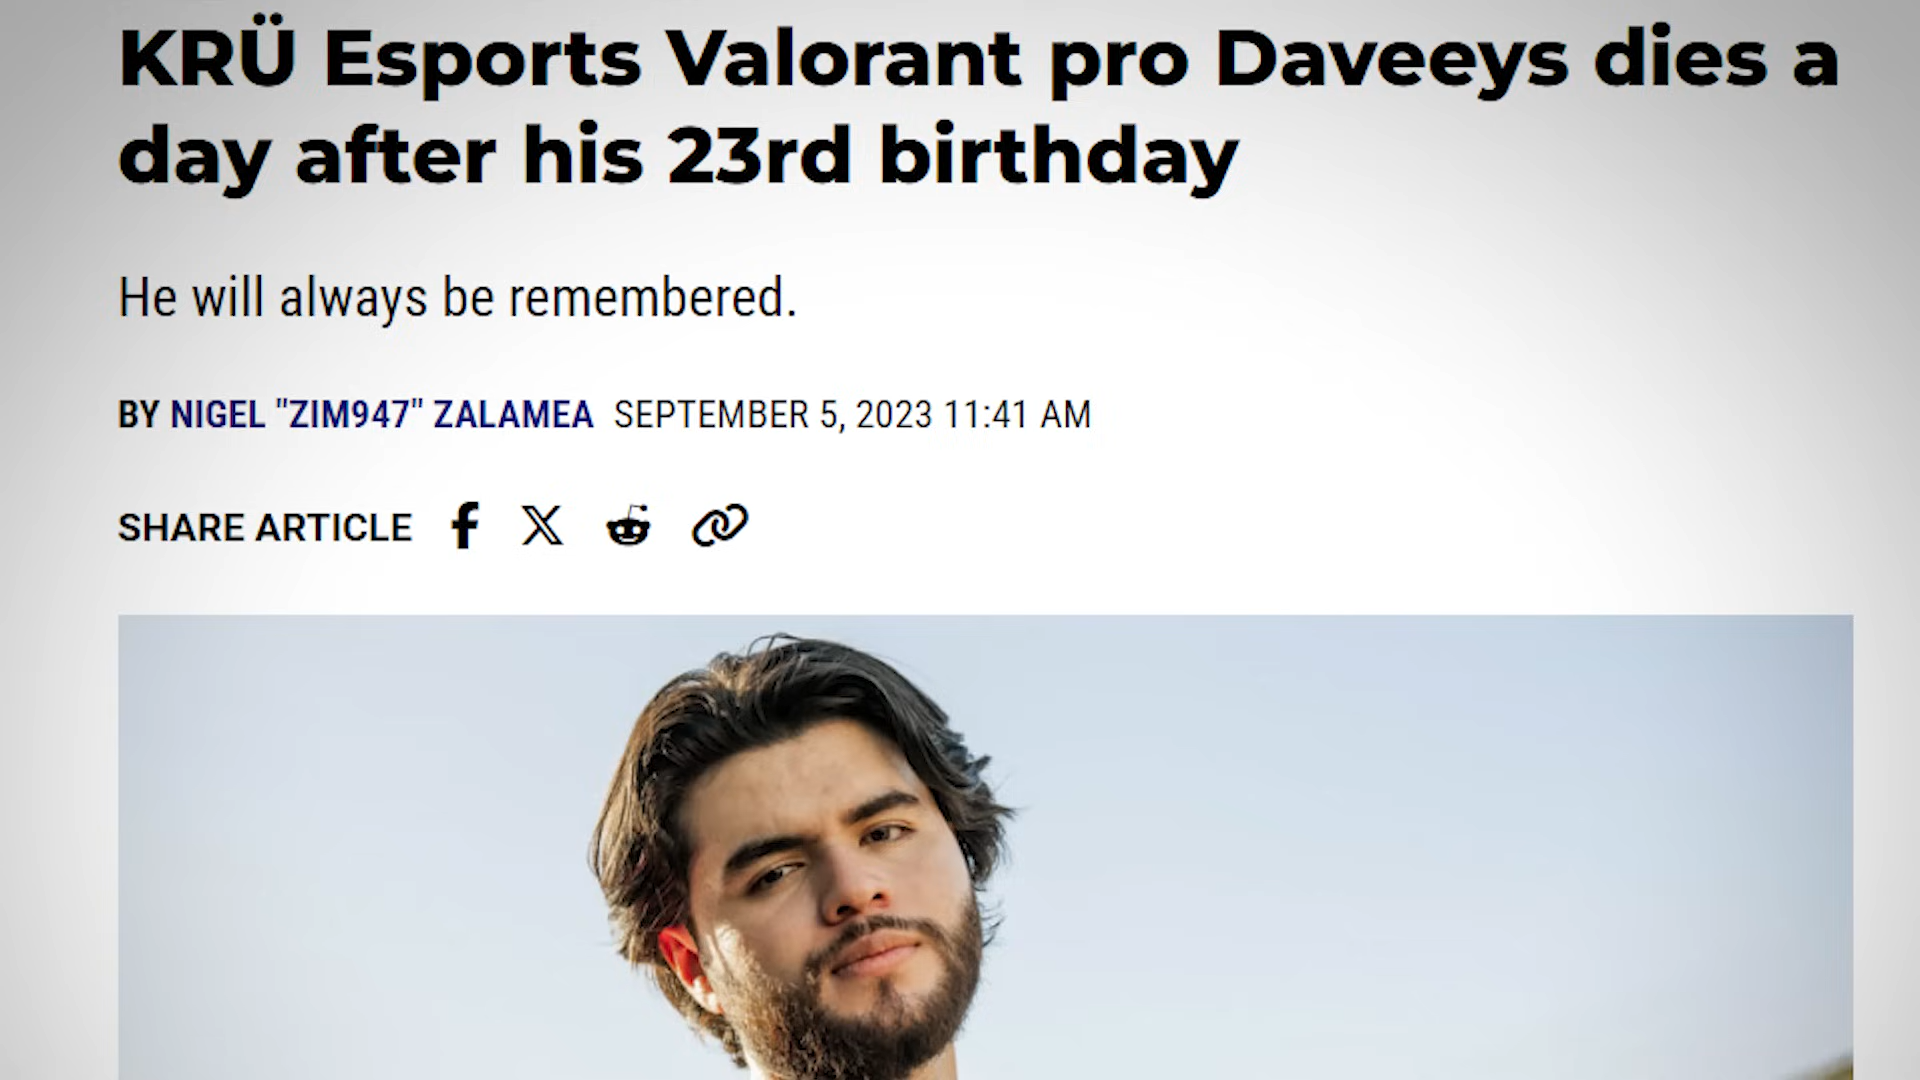 KRÜ Esports Valorant pro Daveeys dies a
day after his 23rd birthday
He will always be remembered.
BY NIGEL "ZIM947" ZALAMEA SEPTEMBER 5, 2023 11:41 AM
SHARE ARTICLE